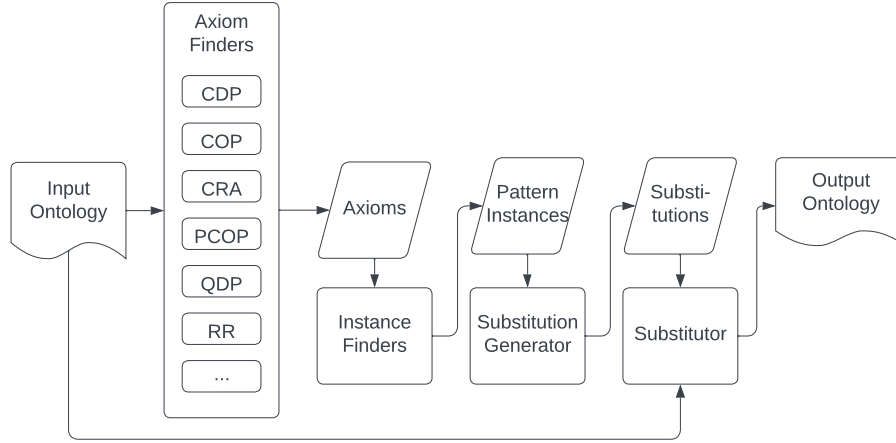 Axiom
Finders
CDP
COP
CRA
PCOP
QDP
RR
...
Input
Ontology
Axioms
Instance
Finders
Pattern
Instances
Substitution
Generator
Substi-
tutions
Substitutor
Output
Ontology